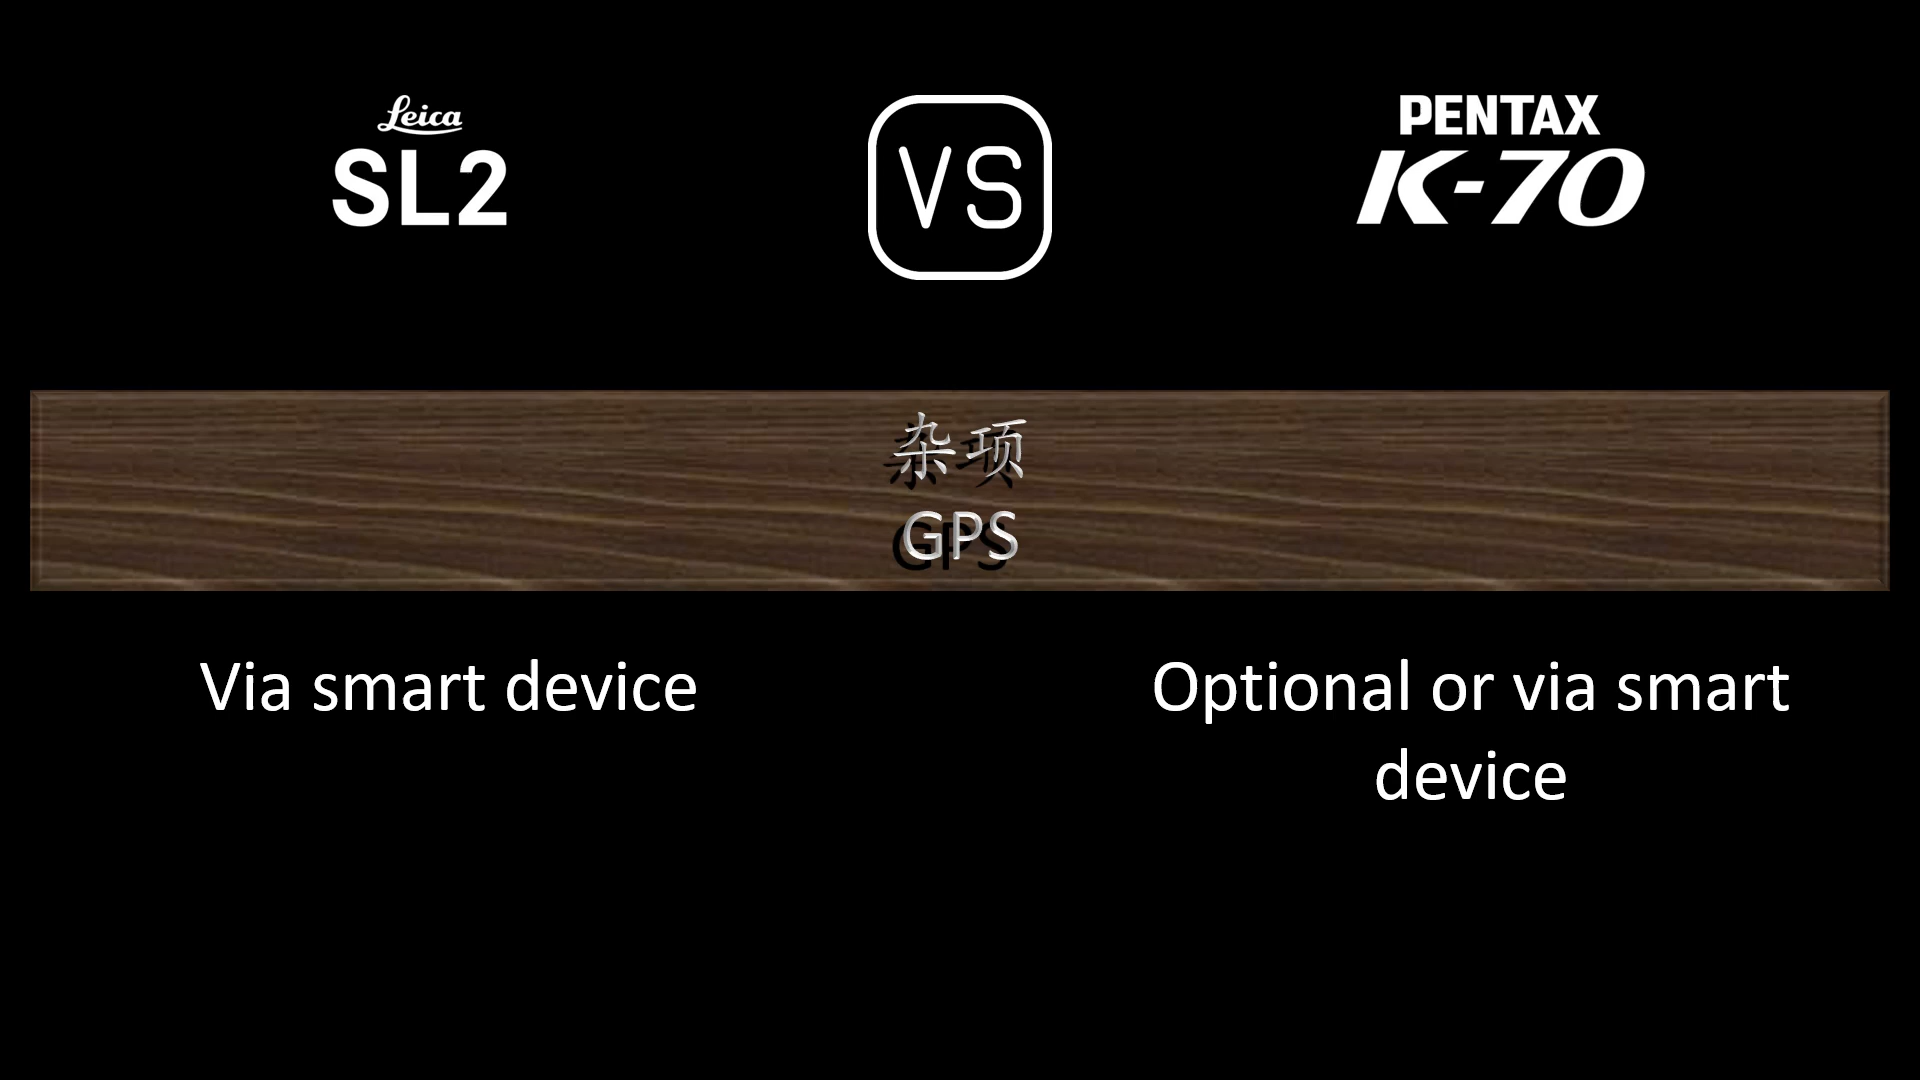 Leica
SL2
VS
PENTAX
K-70
杂项
GPS
Via smart device
Optional or via smart
device